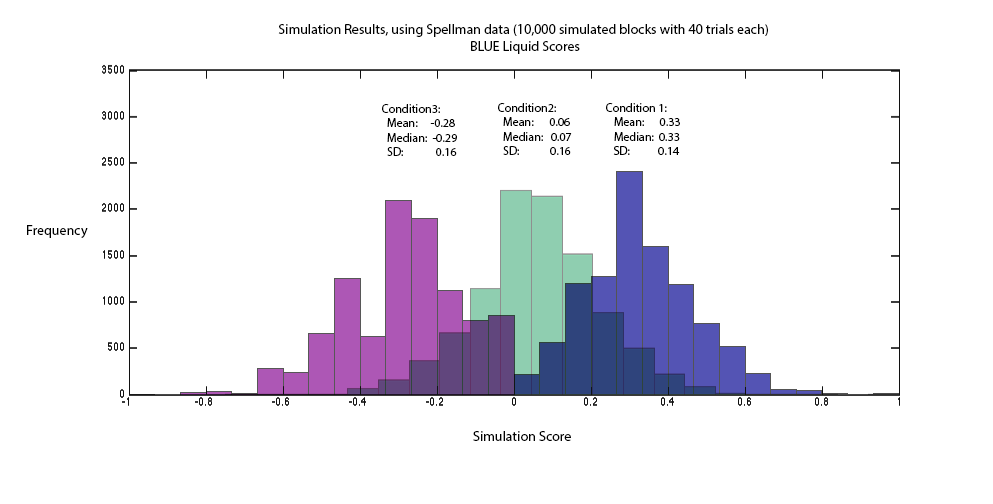 Simulation Results, using Spellman data (10,000 simulated blocks with 40 trials each)
BLUE Liquid Scores
3500
3000
2500
2000
1500
1000
500
0
Frequency
Condition3:
Mean: -0.28
Median: -0.29
SD: 0.16
Condition2:
Mean: 0.06
Median: 0.07
SD: 0.16
Condition 1:
Mean: 0.33
Median: 0.33
SD: 0.14
-1 -0.8 -0.6 -0.4 -0.2 0 0.2 0.4 0.6 0.8 1
Simulation Score